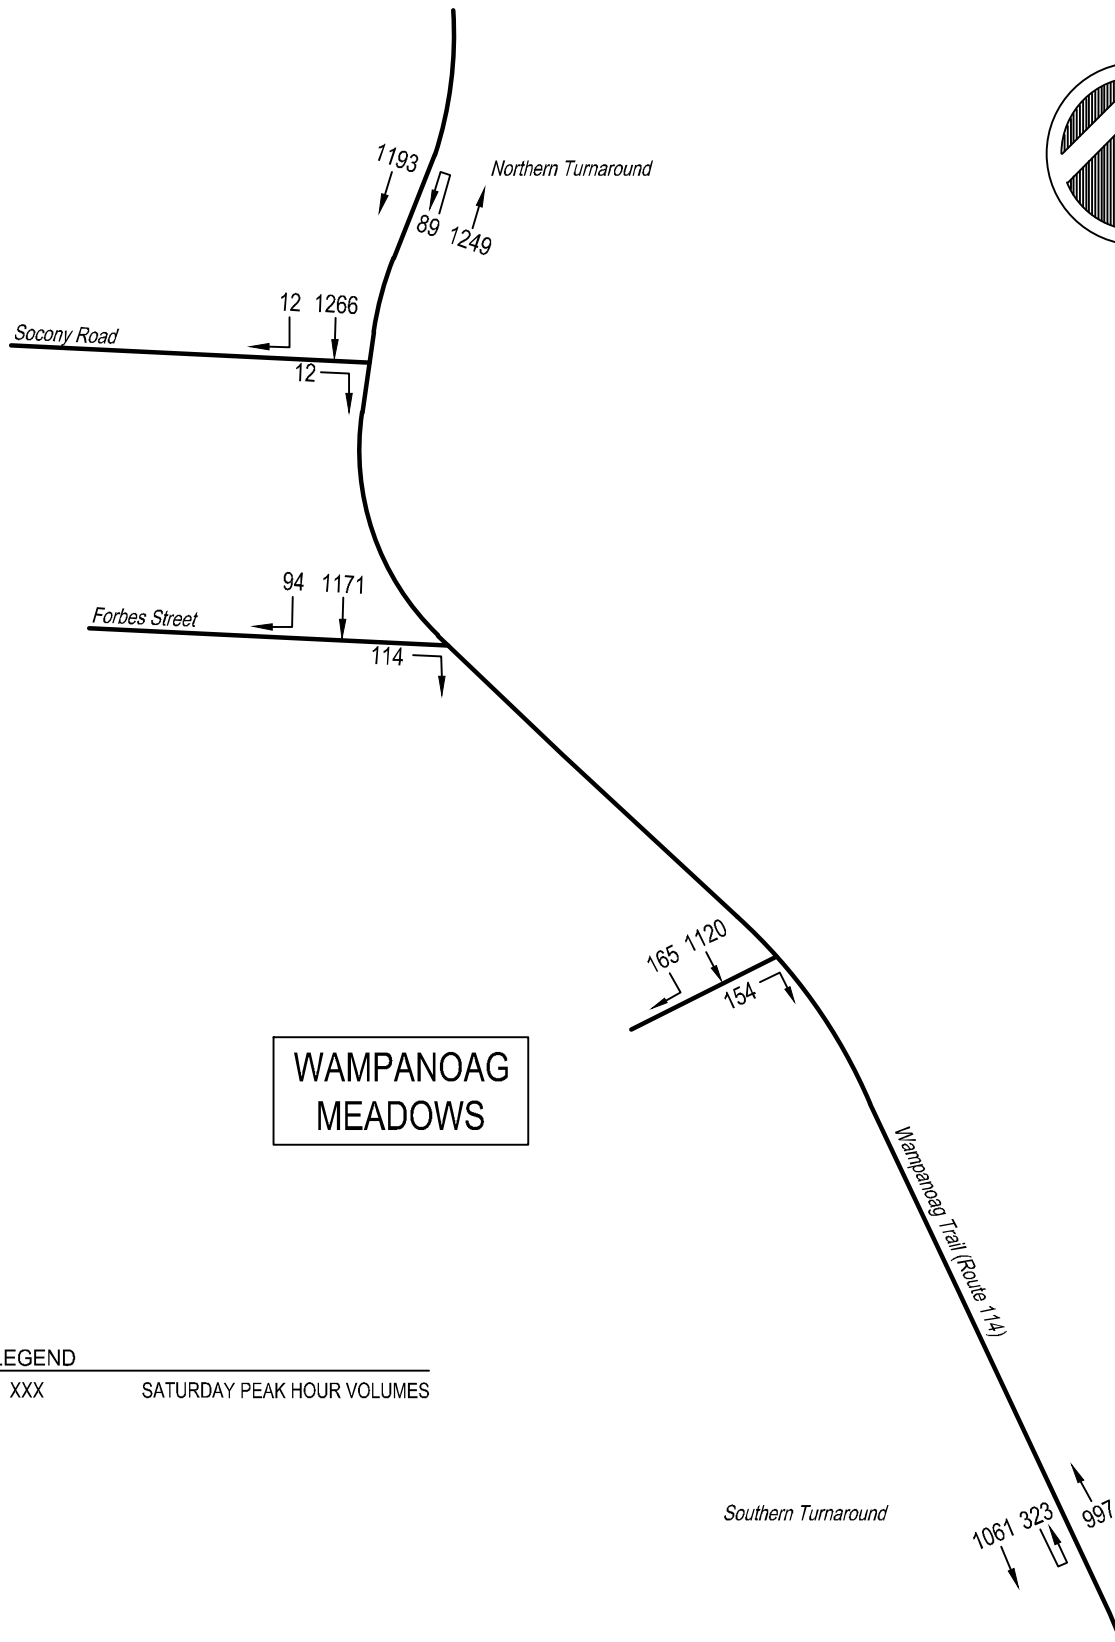 1193
Northern Turnaround
89 1249
12 1266
Socony Road
12
94 1171
Forbes Street
114
165 1120
154
WAMPANOAG
MEADOWS
Wampanoag Trail (Route 114)
LEGEND
XXX SATURDAY PEAK HOUR VOLUMES
Southern Turnaround
1061 323 997